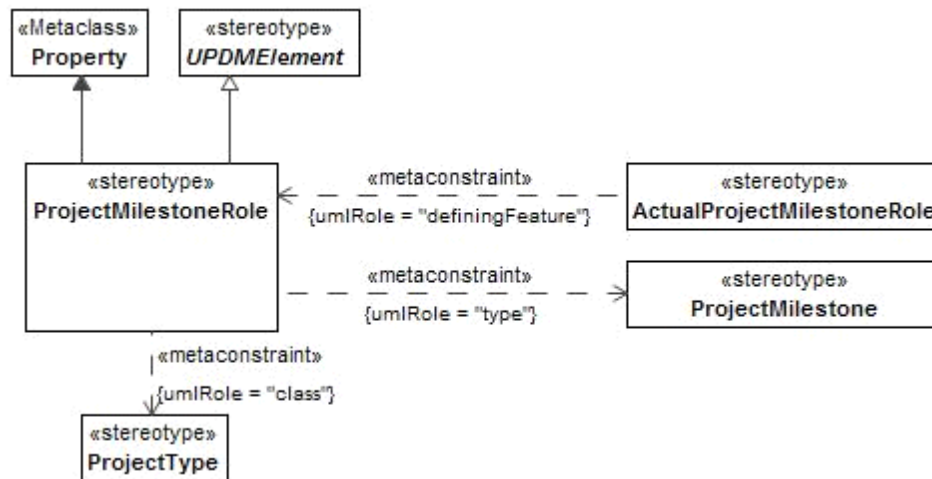 «Metaclass»
Property
«stereotype»
UPDMElement
«stereotype»
ProjectMilestoneRole
«metaconstraint»
{umlRole = "definingFeature"}
«stereotype»
ActualProjectMilestoneRole
«metaconstraint»
{umlRole = "type"}
«stereotype»
ProjectMilestone
«metaconstraint»
{umlRole = "class"}
«stereotype»
ProjectType